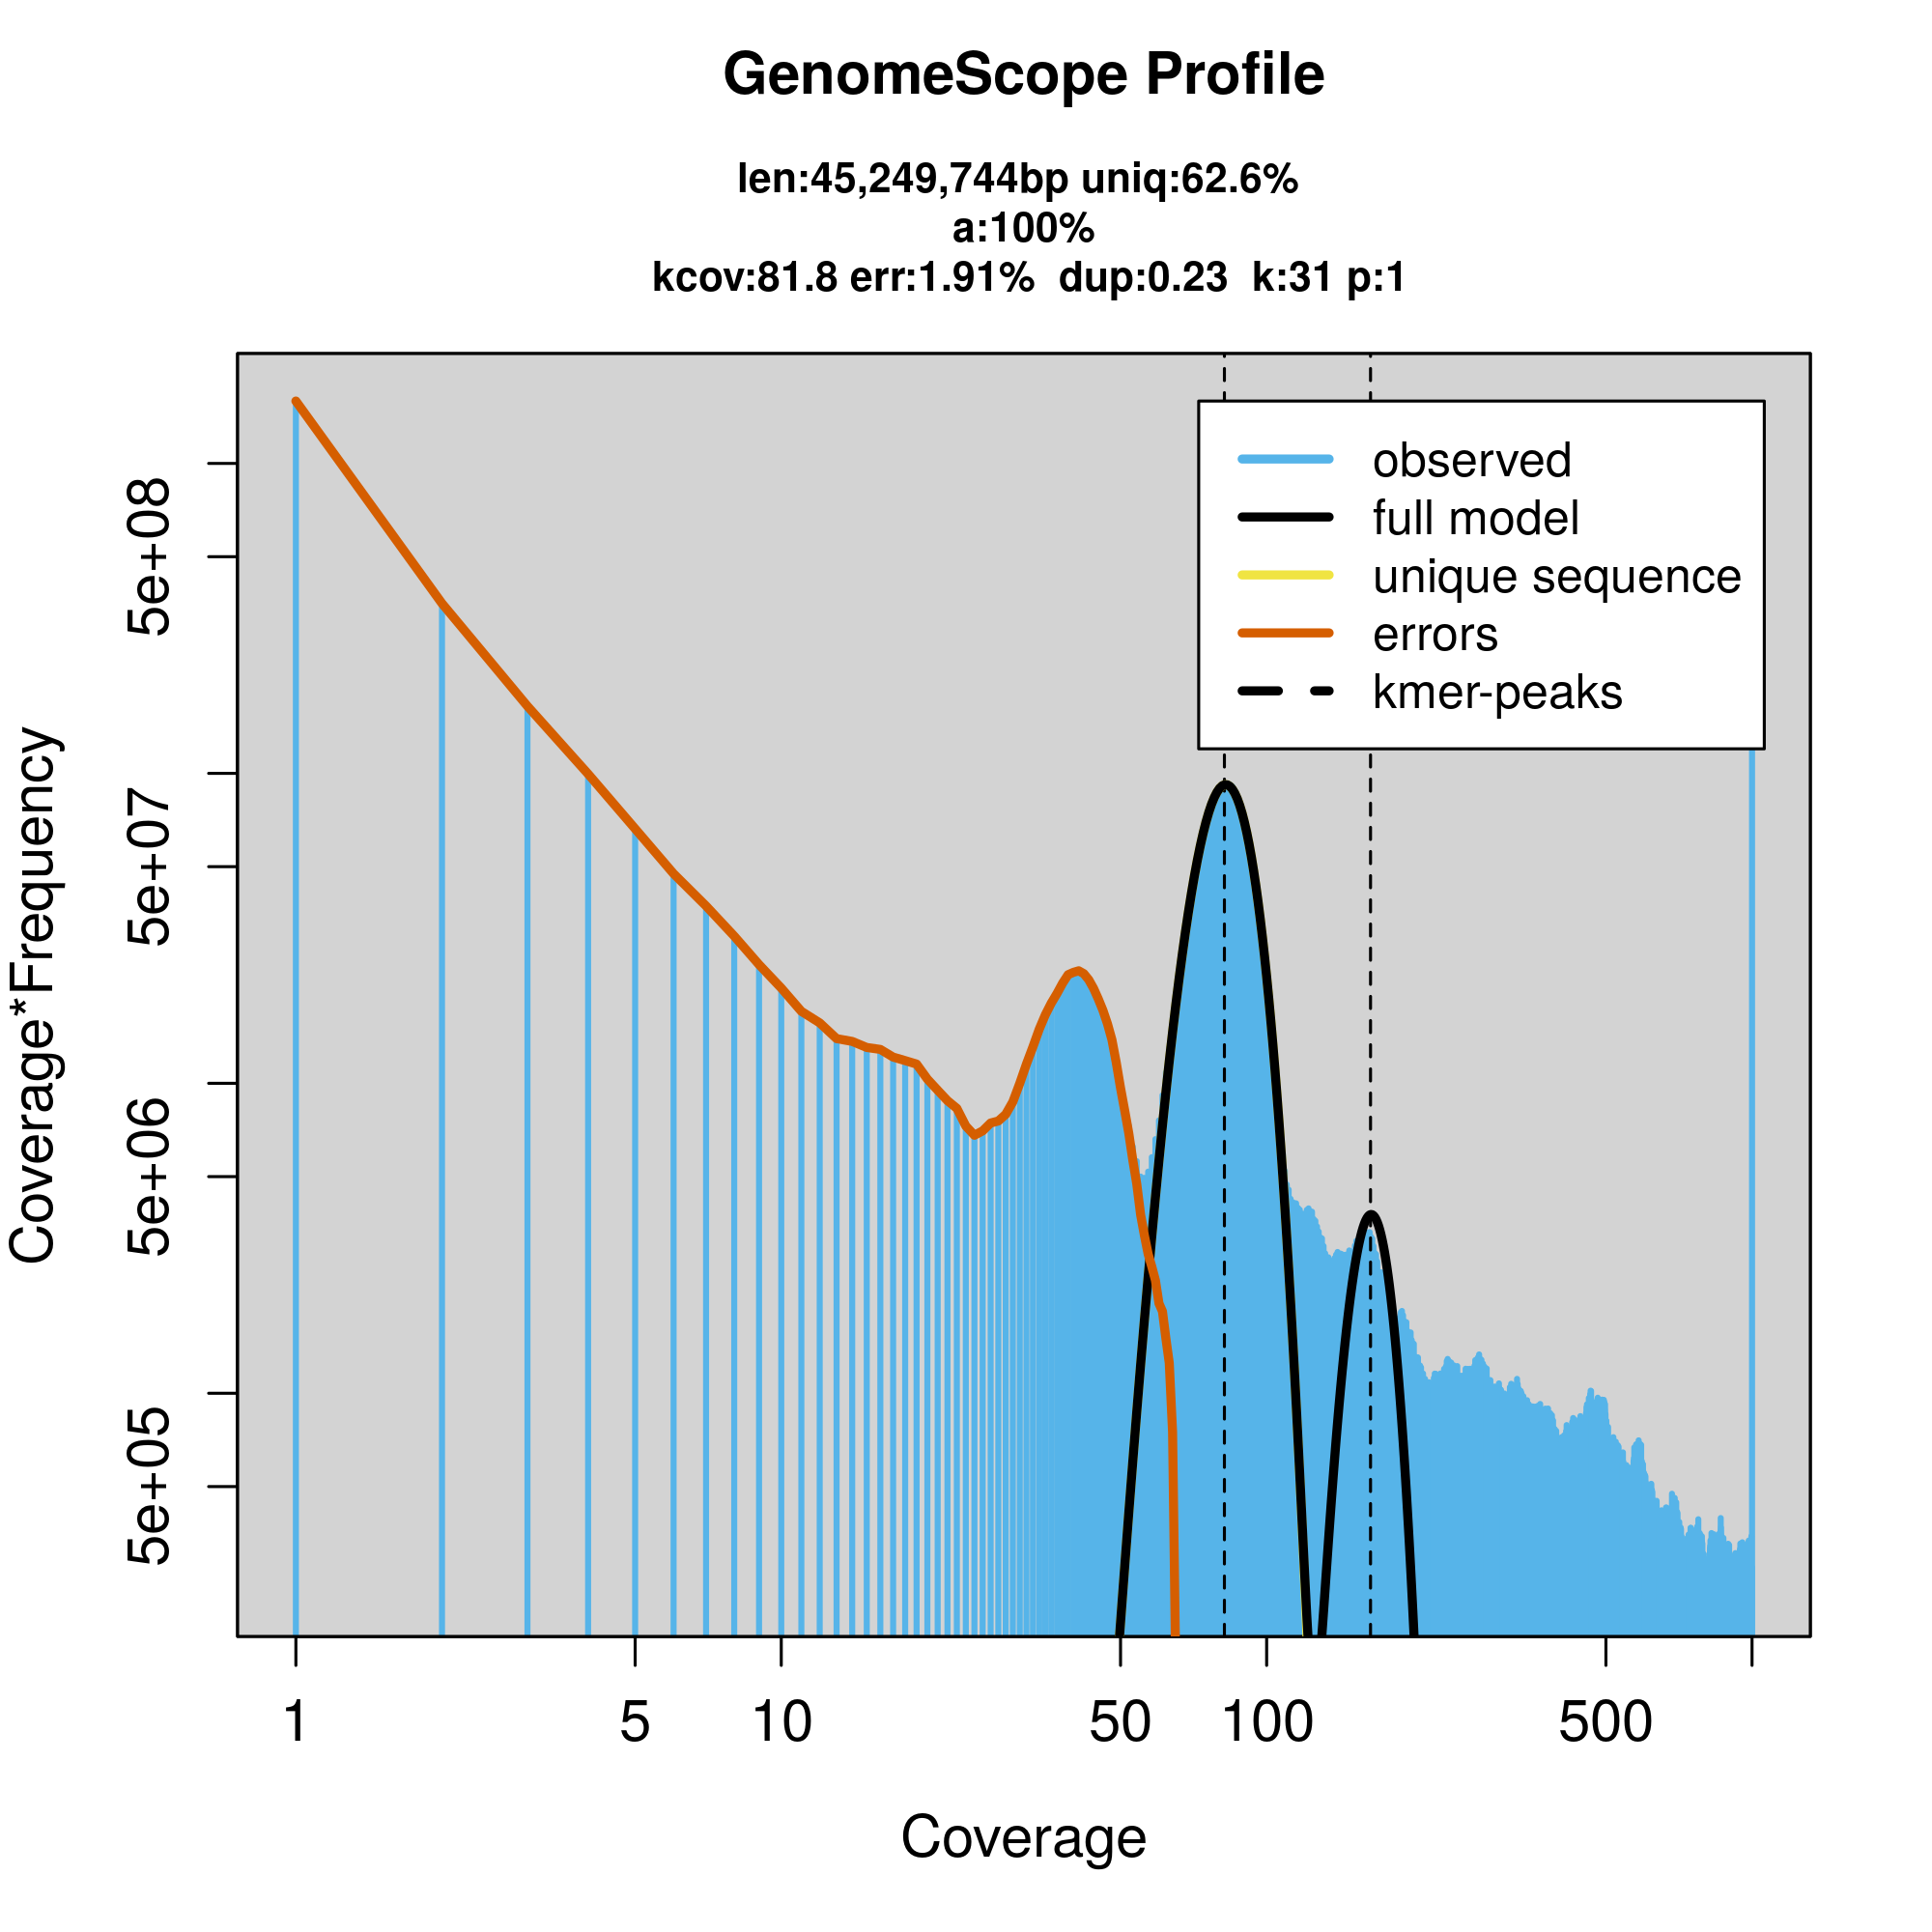 GenomeScope Profile
len:45,249,744bp uniq:62.6%
a:100%
kcov:81.8 err:1.91% dup:0.23 k:31 p:1
observed
full model
unique sequence
errors
kmer-peaks
Coverage*Frequency
5e+08
5e+07
5e+06
5e+05
1
5
10
50
100
500
Coverage